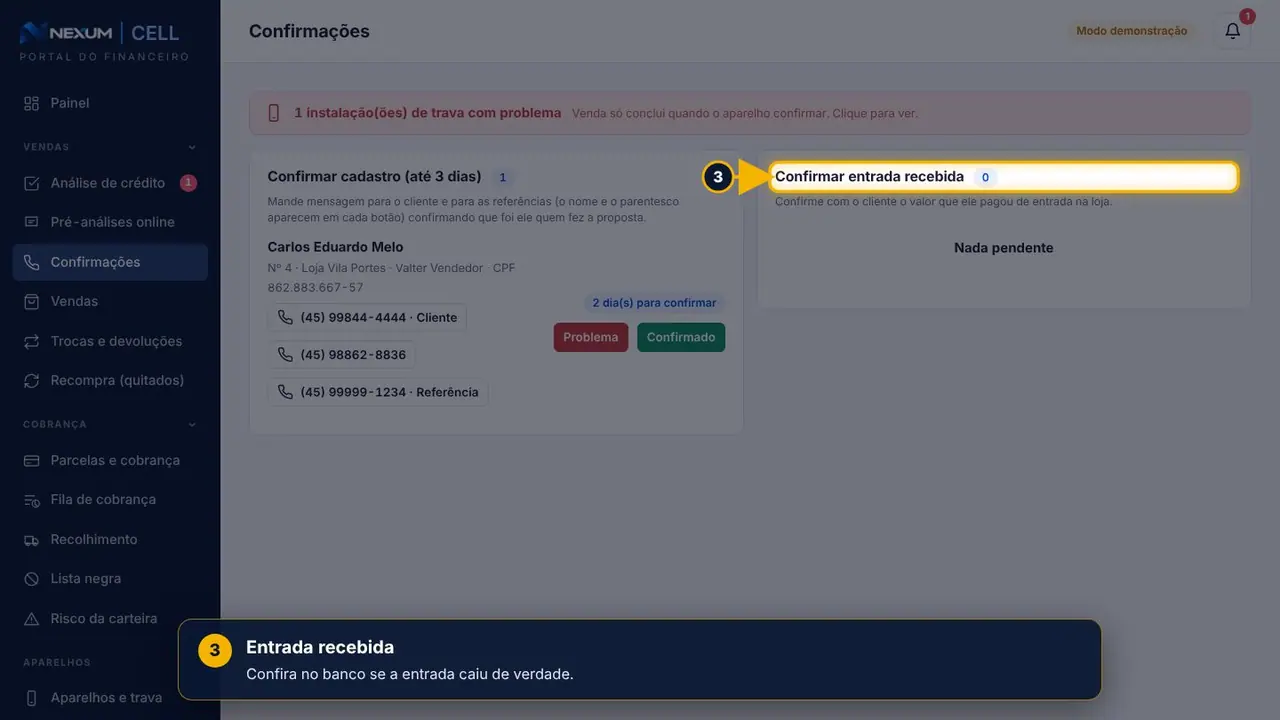 NEXUM | CELL
PORTAL DO FINANCEIRO
Painel
VENDAS
Análise de crédito 1
Pré-análises online
Confirmações
Vendas
Trocas e devoluções
Recompra (quitados)
COBRANÇA
Parcelas e cobrança
Fila de cobrança
Recolhimento
Lista negra
Risco da carteira
APARELHOS
Aparelhos e trava
Confirmações
Modo demonstração
1
1 instalação(ões) de trava com problema Venda só conclui quando o aparelho confirmar. Clique para ver.
Confirmar cadastro (até 3 dias) 1
Mande mensagem para o cliente e para as referências (o nome e o parentesco
aparecem em cada botão) confirmando que foi ele quem fez a proposta.
Carlos Eduardo Melo
Nº 4 · Loja Vila Portes · Valter Vendedor CPF
862.883.667-57
2 dia(s) para confirmar
(45) 99844-4444 · Cliente
Problema
Confirmado
(45) 98862-8836
(45) 99999-1234 · Referência
3
Confirmar entrada recebida 0
Confirme com o cliente o valor que ele pagou de entrada na loja.
Nada pendente
3
Entrada recebida
Confira no banco se a entrada caiu de verdade.